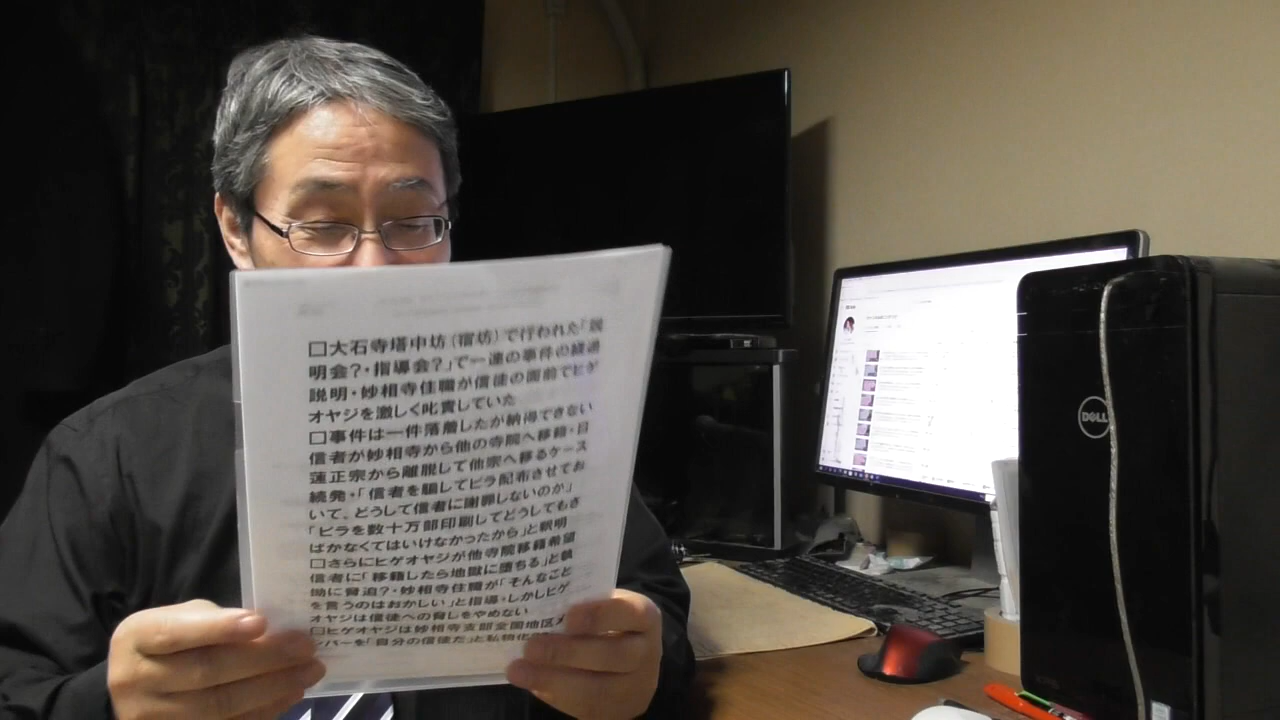 □大石寺塔中坊(宿坊)で行われた「説
明会?・指導会?」で一連の事件の経過
説明・妙相寺住職が信徒の面前でヒゲ
オヤジを激しく叱責していた
□事件は一件落着したが納得できない
信者が妙相寺から他の寺院へ移籍・日
蓮正宗から離脱して他宗へ移るケース
続発・「信者を騙してビラ配布させてお
いて、どうして信者に謝罪しないのか」
「ビラを数十万部印刷してどうしてもさ
ばかなくてはいけなかったから」と釈明
□さらにヒゲオヤジが他寺院移籍希望
信者に「移籍したら地獄に堕ちる」と執
拗に脅迫?・妙相寺住職が「そんなこと
を言うのはおかしい」と指導・しかしヒゲ
オヤジは信徒への脅しをやめない
□ヒゲオヤジは妙相寺支部全国地区メ
ンバーを「自分の信徒だ」と私物化
DELL